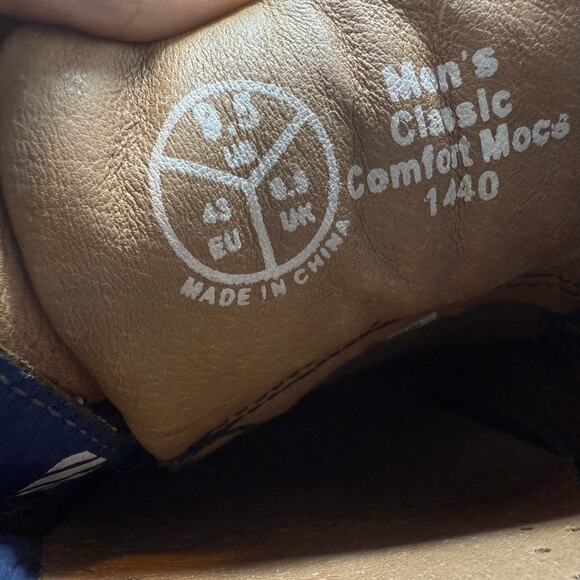 9.5
US
43
EU
8.5
UK
MADE IN CHINA
Men's
Classic
Comfort Mocs
1440